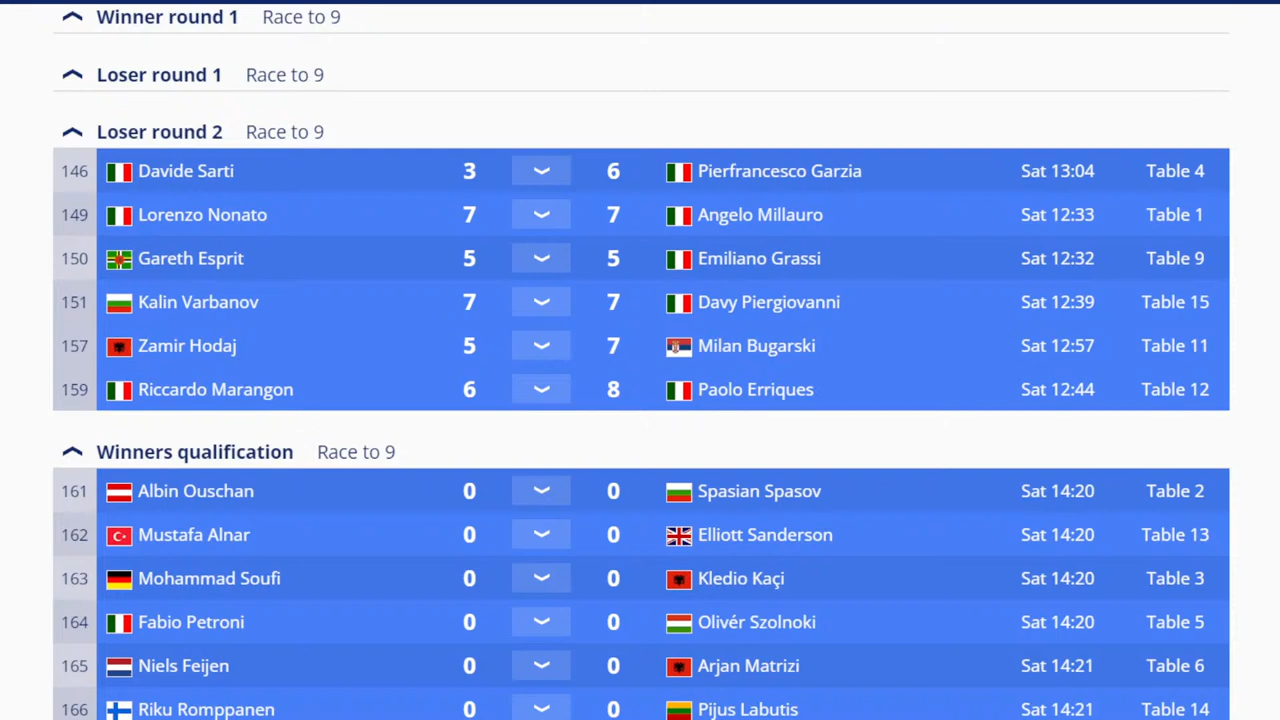 Winner round 1 Race to 9
Loser round 1 Race to 9
Loser round 2 Race to 9
146 Davide Sarti 3 6 Pierfrancesco Garzia Sat 13:04 Table 4
149 Lorenzo Nonato 7 7 Angelo Millauro Sat 12:33 Table 1
150 Gareth Esprit 5 5 Emiliano Grassi Sat 12:32 Table 9
151 Kalin Varbanov 7 7 Davy Piergiovanni Sat 12:39 Table 15
157 Zamir Hodaj 5 7 Milan Bugarski Sat 12:57 Table 11
159 Riccardo Marangon 6 8 Paolo Erriques Sat 12:44 Table 12
Winners qualification Race to 9
161 Albin Ouschan 0 0 Spasian Spasov Sat 14:20 Table 2
162 Mustafa Alnar 0 0 Elliott Sanderson Sat 14:20 Table 13
163 Mohammad Soufi 0 0 Kledio Kaçi Sat 14:20 Table 3
164 Fabio Petroni 0 0 Olivér Szolnoki Sat 14:20 Table 5
165 Niels Feijen 0 0 Arjan Matrizi Sat 14:21 Table 6
166 Riku Romppanen 0 0 Pijus Labutis Sat 14:21 Table 14